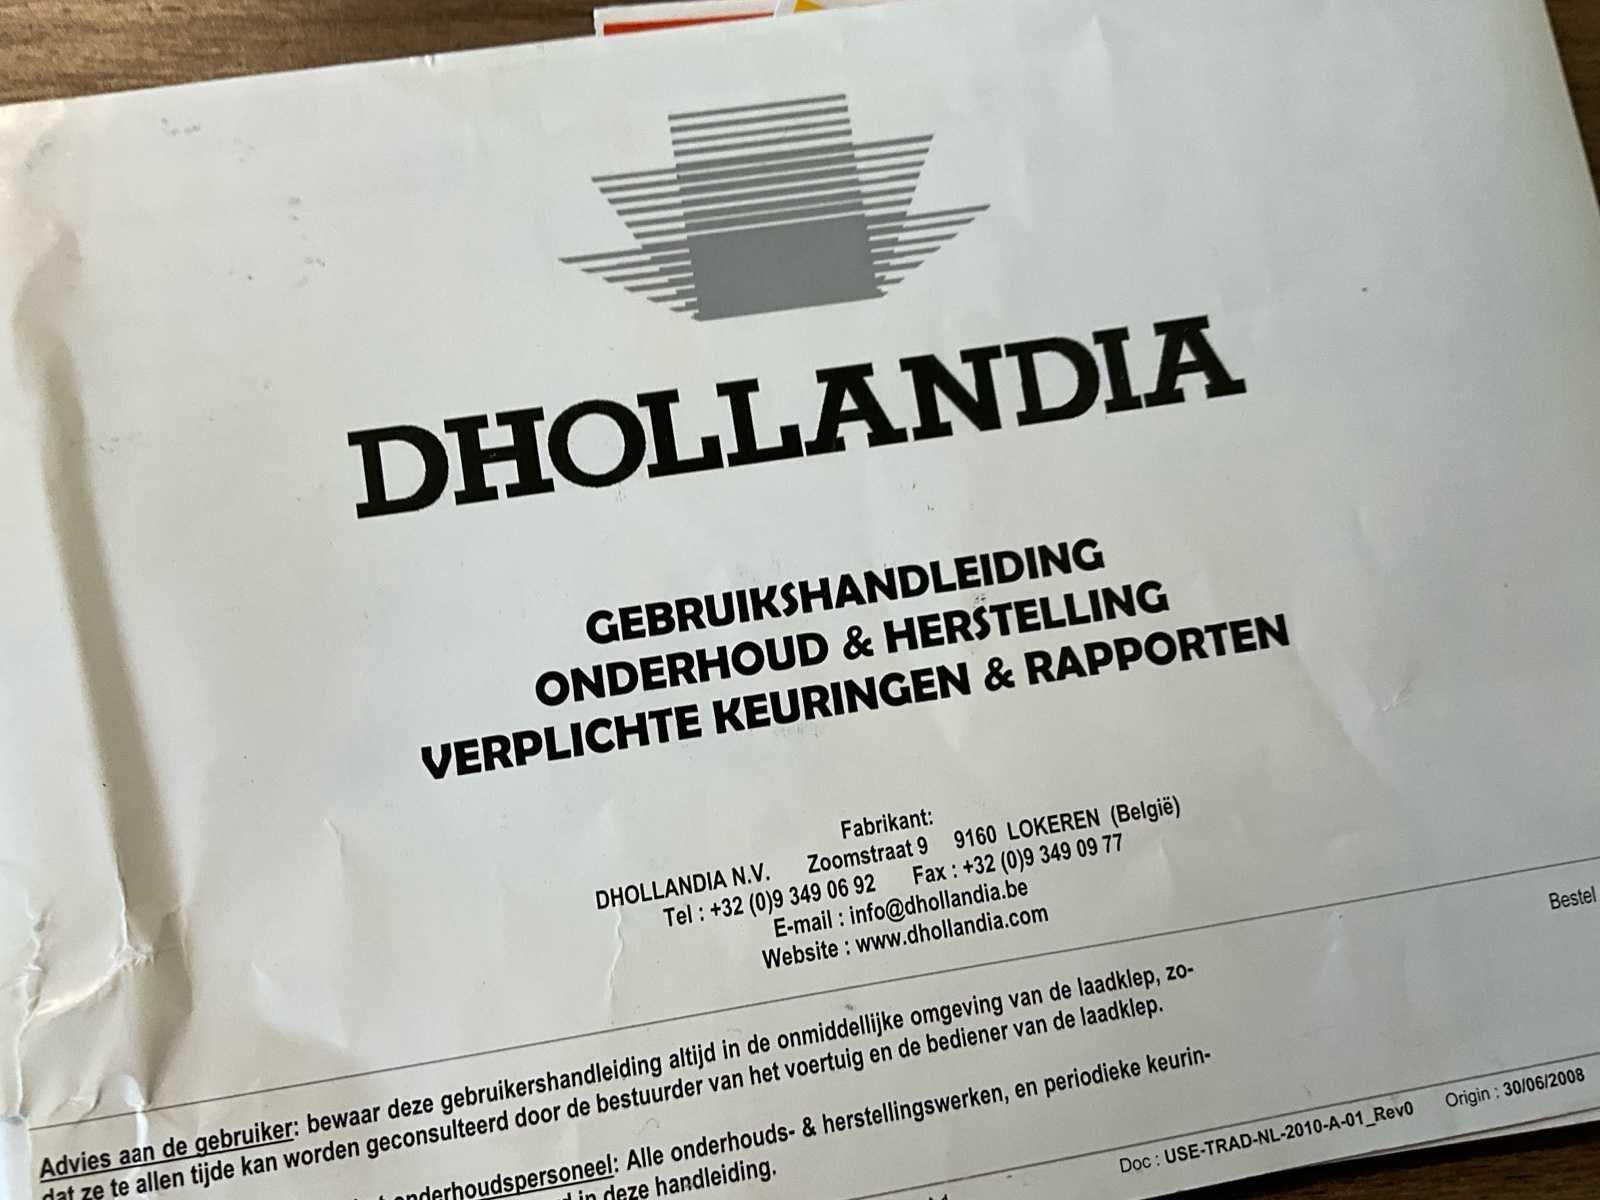 DHOLLANDIA
GEBRUIKSHANDLEIDING
ONDERHOUD & HERSTELLING
VERPLICHTE KEURINGEN & RAPPORTEN
Fabrikant:
DHOLLANDIA N.V. Zoomstraat 9 9160 LOKEREN (België)
Tel : +32 (0)9 349 06 92 Fax : +32 (0)9 349 09 77
E-mail : info@dhollandia.be
Website : www.dhollandia.com
Bestel
Advies aan de gebruiker: bewaar deze gebruikershandleiding altijd in de onmiddellijke omgeving van de laadklep, zo-
dat ze te allen tijde kan worden geconsulteerd door de bestuurder van het voertuig en de bediener van de laadklep.
onderhoudspersoneel: Alle onderhouds- & herstellingswerken, en periodieke keurin-
in deze handleiding.
Doc : USE-TRAD-NL-2010-A-01_Rev0 Origin : 30/06/2008